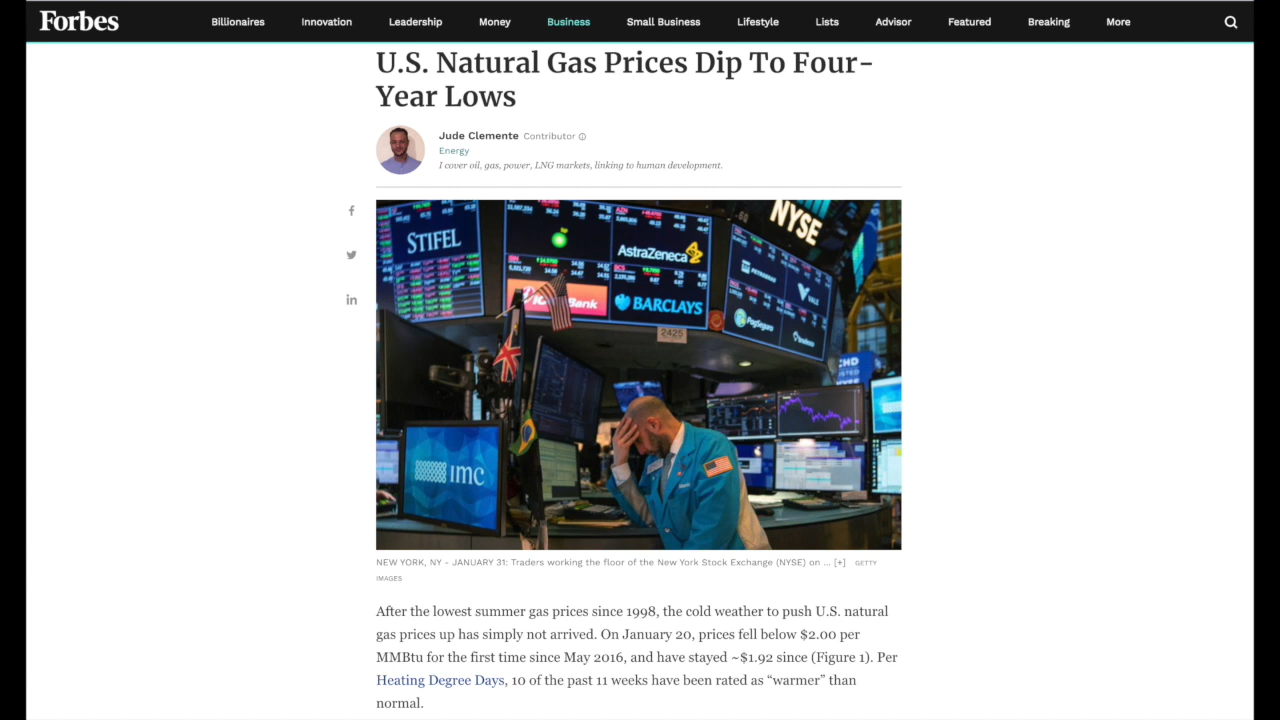 Forbes
Billionaires Innovation Leadership Money Business Small Business Lifestyle Lists Advisor Featured Breaking More
U.S. Natural Gas Prices Dip To Four-
Year Lows
Jude Clemente Contributor
Energy
I cover oil, gas, power, LNG markets, linking to human development.
NYSE
STIFEL
AstraZeneca
PETROBRAS
VALE
Bank
BARCLAYS
PagSeguro
bradesco
2425
IMC
NEW YORK, NY - JANUARY 31: Traders working the floor of the New York Stock Exchange (NYSE) on ... [+] GETTY
IMAGES
After the lowest summer gas prices since 1998, the cold weather to push U.S. natural
gas prices up has simply not arrived. On January 20, prices fell below $2.00 per
MMBtu for the first time since May 2016, and have stayed ~$1.92 since (Figure 1). Per
Heating Degree Days, 10 of the past 11 weeks have been rated as “warmer” than
normal.